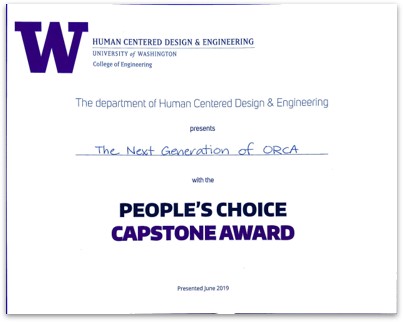 W
HUMAN CENTERED DESIGN & ENGINEERING
UNIVERSITY of WASHINGTON
College of Engineering
The department of Human Centered Design & Engineering
presents
The Next Generation of ORCA
with the
PEOPLE'S CHOICE
CAPSTONE AWARD
Presented June 2019